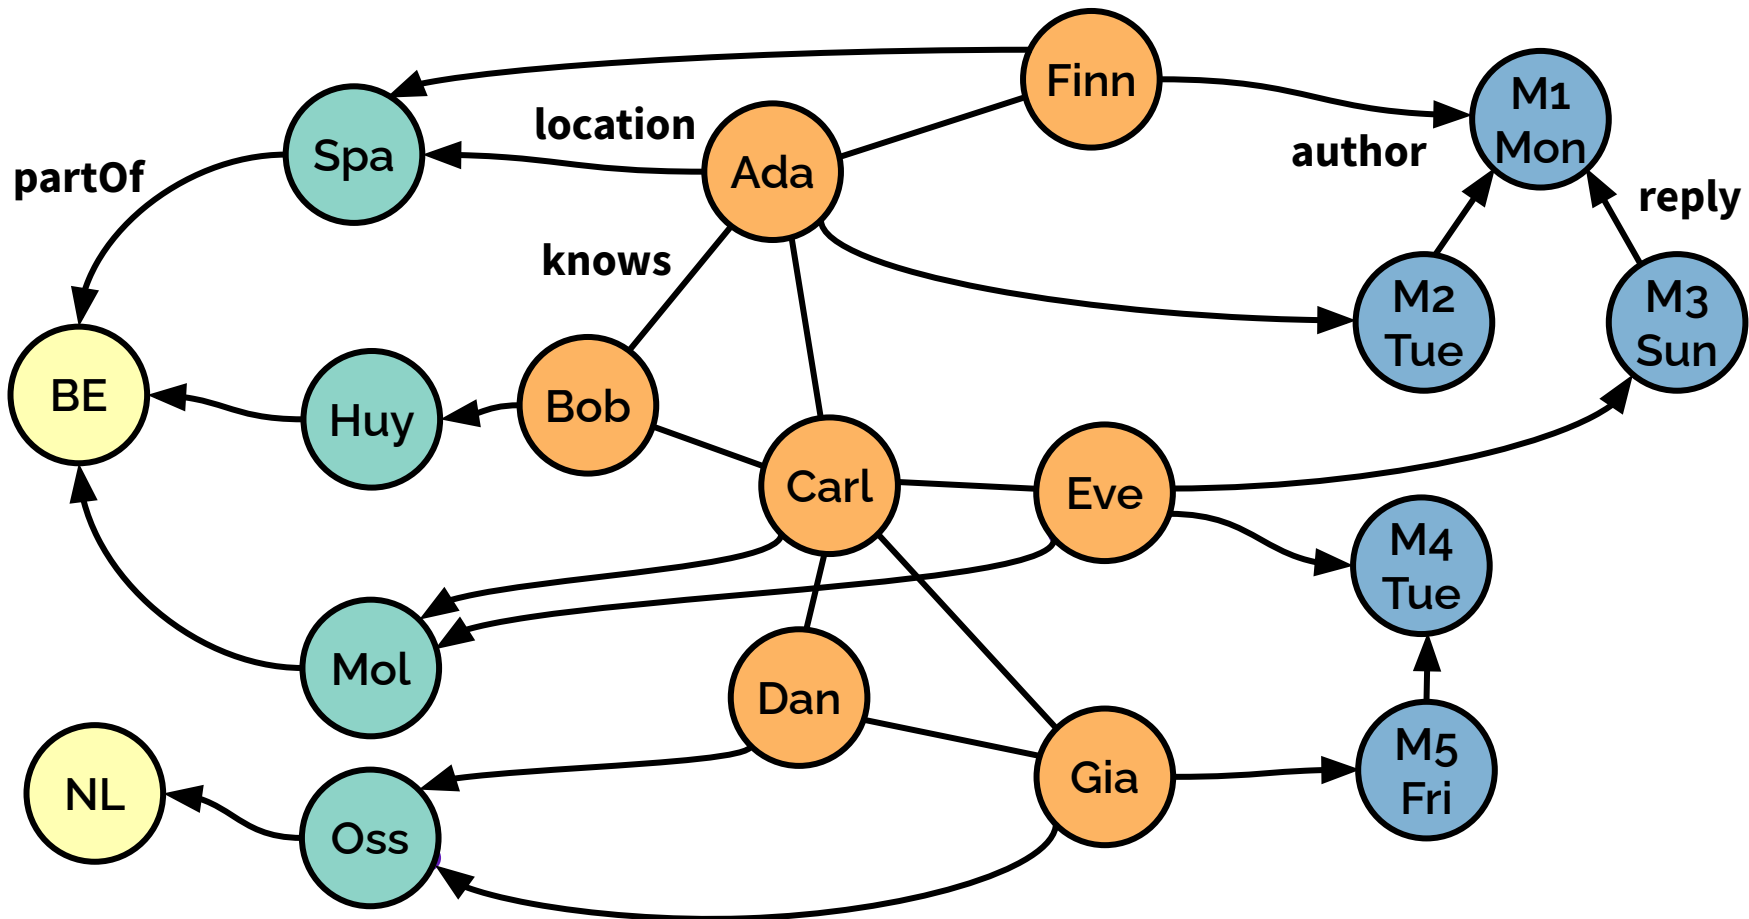 Finn
M1
Mon
location
Spa
Ada
author
partOf
reply
knows
M2
Tue
M3
Sun
BE
Huy
Bob
Carl
Eve
M4
Tue
Mol
Dan
M5
Fri
NL
Gia
Oss